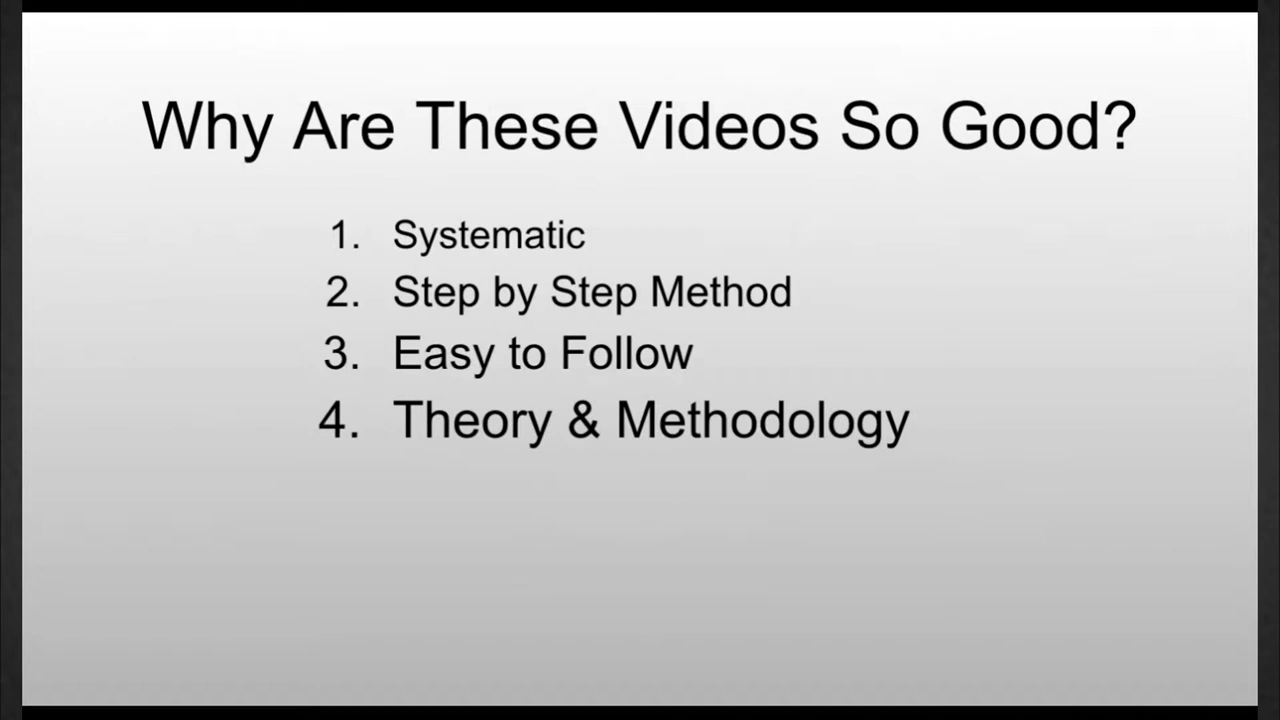 Why Are These Videos So Good?
1. Systematic
2. Step by Step Method
3. Easy to Follow
4. Theory & Methodology